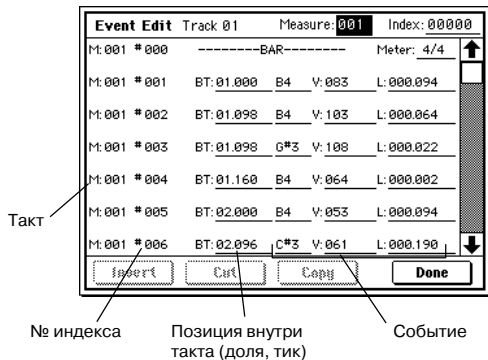 Event Edit Track 01 Measure: 001 Index: 00000
M: 001 #000 --------BAR-------- Meter: 4/4
M: 001 #001 BT: 01.000 B4 V: 083 L: 000.094
M: 001 #002 BT: 01.098 B4 V: 103 L: 000.064
M: 001 #003 BT: 01.098 G#3 V: 108 L: 000.022
M: 001 #004 BT: 01.160 B4 V: 064 L: 000.002
M: 001 #005 BT: 02.000 B4 V: 053 L: 000.094
M: 001 #006 BT: 02.096 C#3 V: 061 L: 000.190
Insert Cut Copy Done
Такт
№ индекса
Позиция внутри
такта (доля, тик)
Событие